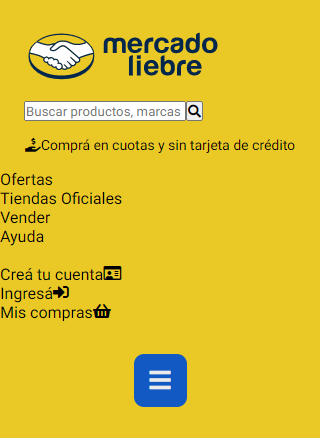 mercado
liebre
Buscar productos, marcas
Comprá en cuotas y sin tarjeta de crédito
Ofertas
Tiendas Oficiales
Vender
Ayuda
Creá tu cuenta
Ingresá
Mis compras